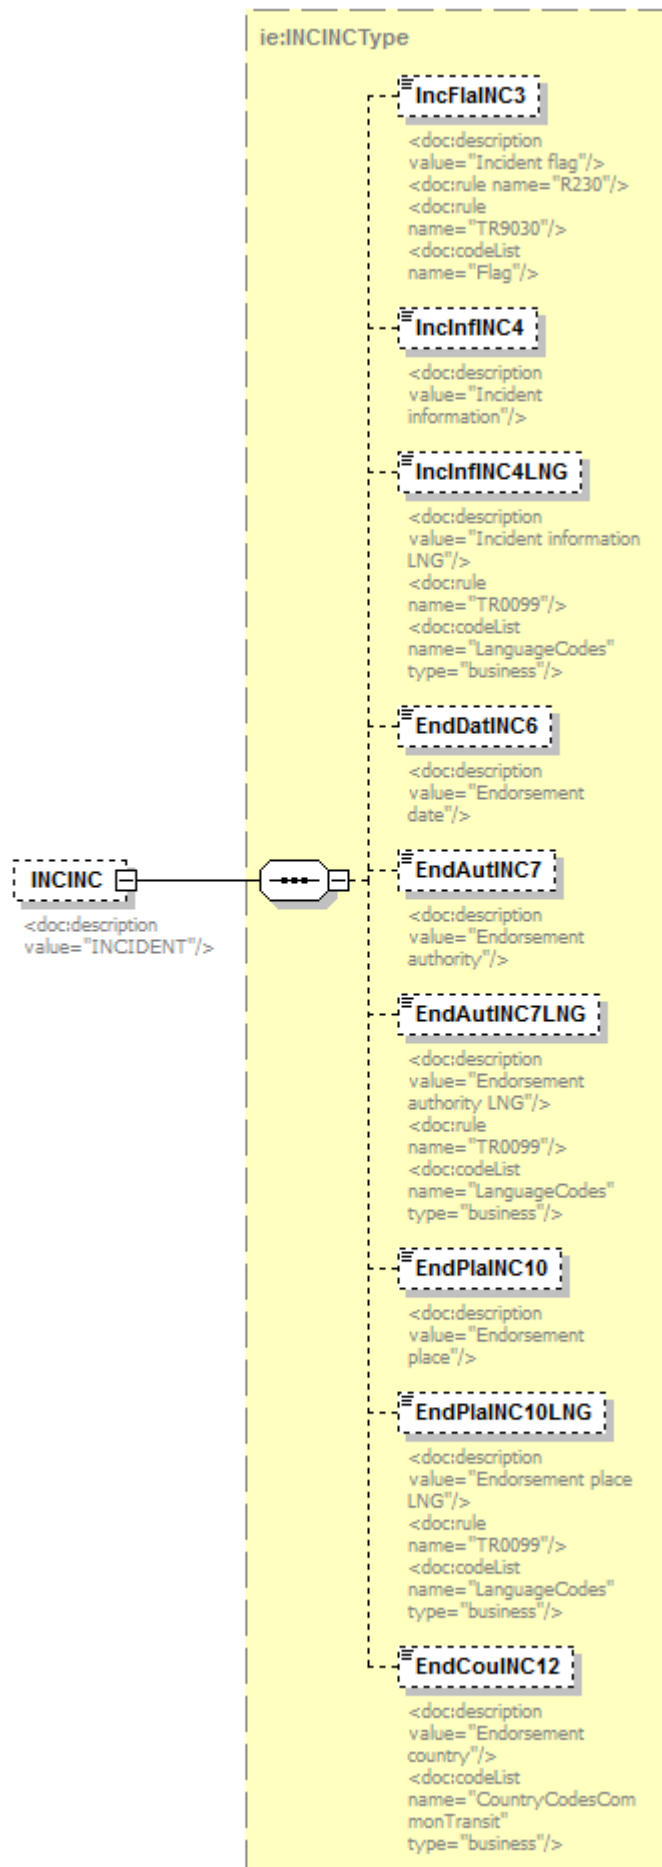 ie:INCINCType
IncFlaINC3
<doc:description
value="Incident flag"/>
<doc:rule name="R230"/>
<doc:rule
name="TR9030"/>
<doc:codeList
name="Flag"/>
IncInfINC4
<doc:description
value="Incident
information"/>
IncInfINC4LNG
<doc:description
value="Incident information
LNG"/>
<doc:rule
name="TR0099"/>
<doc:codeList
name="LanguageCodes"
type="business"/>
EndDatINC6
<doc:description
value="Endorsement
date"/>
INCINC
<doc:description
value="INCIDENT"/>
EndAutINC7
<doc:description
value="Endorsement
authority"/>
EndAutINC7LNG
<doc:description
value="Endorsement
authority LNG"/>
<doc:rule
name="TR0099"/>
<doc:codeList
name="LanguageCodes"
type="business"/>
EndPlaINC10
<doc:description
value="Endorsement
place"/>
EndPlaINC10LNG
<doc:description
value="Endorsement place
LNG"/>
<doc:rule
name="TR0099"/>
<doc:codeList
name="LanguageCodes"
type="business"/>
EndCouINC12
<doc:description
value="Endorsement
country"/>
<doc:codeList
name="CountryCodesCom
monTransit"
type="business"/>